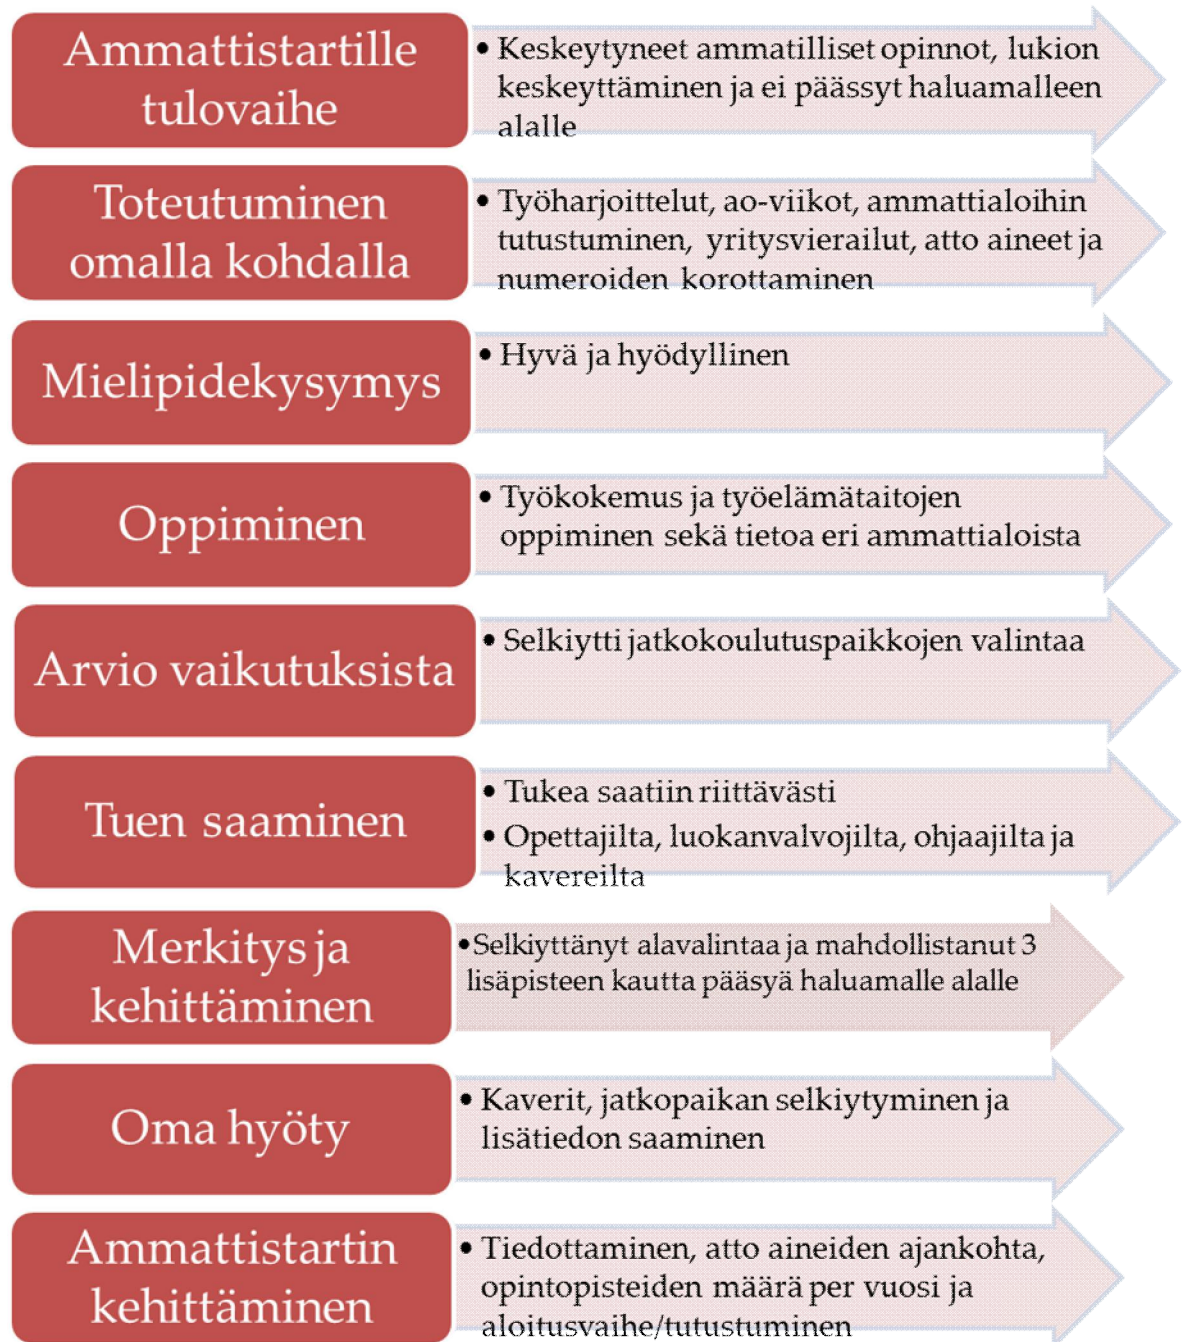 Ammattistartille
tulovaihe
• Keskeytyneet ammatilliset opinnot, lukion
keskeyttäminen ja ei päässyt haluamalleen
alalle
Toteutuminen
omalla kohdalla
• Työharjoittelut, ao-viikot, ammattialoihin
tutustuminen, yritysvierailut, atto aineet ja
numeroiden korottaminen
Mielipidekysymys
• Hyvä ja hyödyllinen
Oppiminen
• Työkokemus ja työelämätaitojen
oppiminen sekä tietoa eri ammattialoista
Arvio vaikutuksista
• Selkiytti jatkokoulutuspaikkojen valintaa
Tuen saaminen
• Tukea saatiin riittävästi
• Opettajilta, luokanvalvojilta, ohjaajilta ja
kavereilta
Merkitys ja
kehittäminen
•Selkiyttänyt alavalintaa ja mahdollistanut 3
lisäpisteen kautta pääsyä haluamalle alalle
Oma hyöty
• Kaverit, jatkopaikan selkiytyminen ja
lisätiedon saaminen
Ammattistartin
kehittäminen
• Tiedottaminen, atto aineiden ajankohta,
opintopisteiden määrä per vuosi ja
aloitusvaihe/tutustuminen